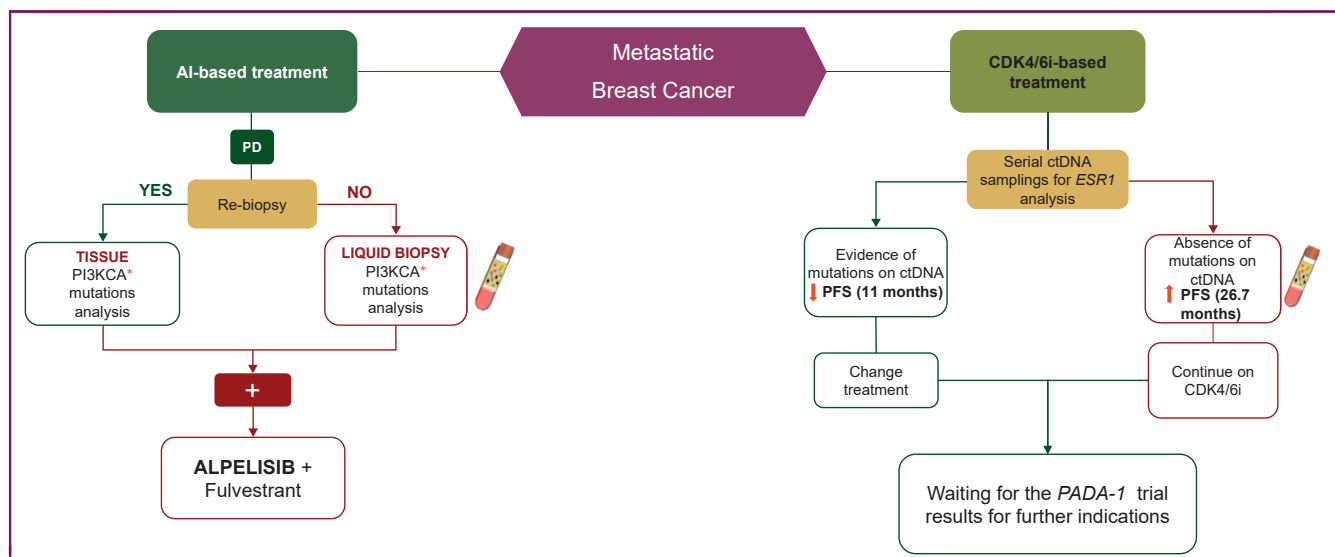 Metastatic
Breast Cancer
AI-based treatment
PD
Re-biopsy
YES
NO
TISSUE
PI3KCA*
mutations
analysis
LIQUID BIOPSY
PI3KCA*
mutations
analysis
+
ALPELISIB +
Fulvestrant
CDK4/6i-based
treatment
Serial ctDNA
samplings for ESR1
analysis
Evidence of
mutations on ctDNA
PFS (11 months)
Absence of
mutations on
ctDNA
PFS (26.7
months)
Change
treatment
Continue on
CDK4/6i
Waiting for the PADA-1 trial
results for further indications